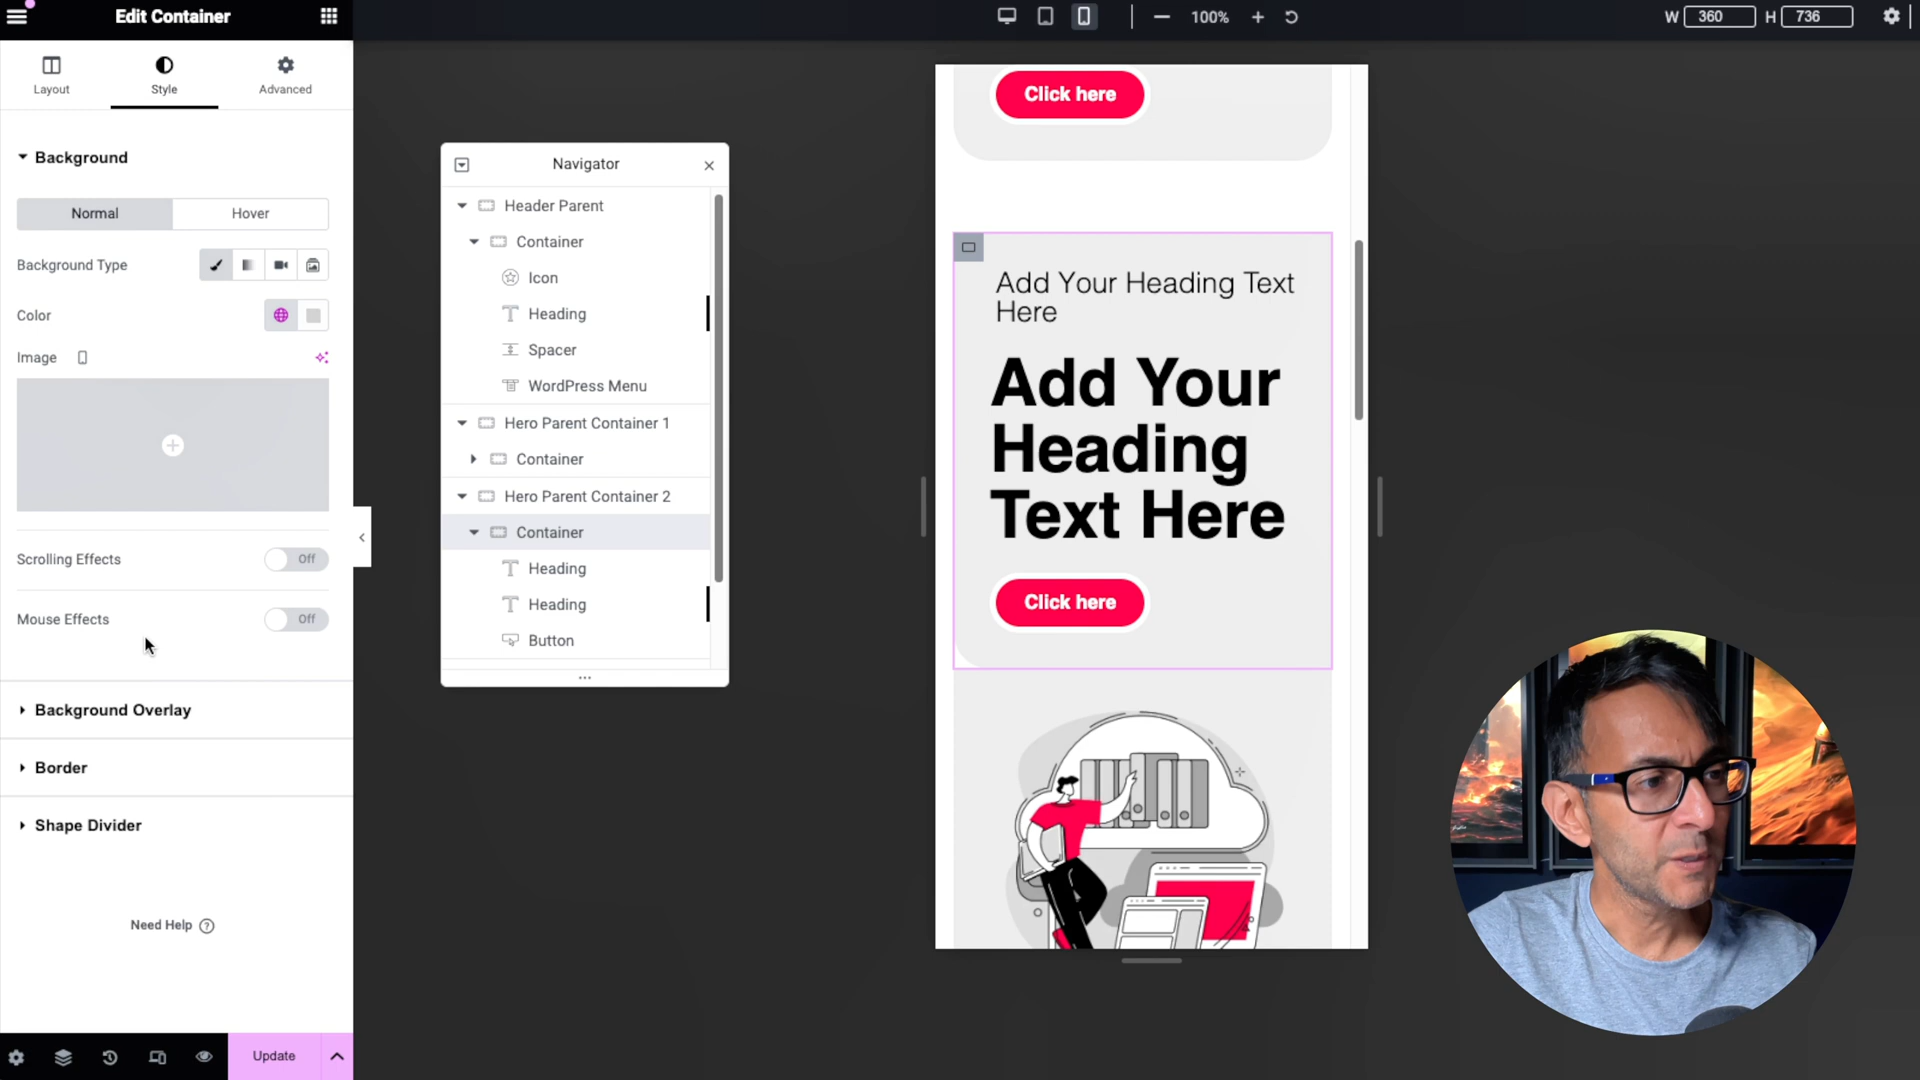 Edit Container
100%
W 360 H 736
Layout
Style
Advanced
Background
Normal
Hover
Background Type
Color
Image
Scrolling Effects
Off
Mouse Effects
Off
Background Overlay
Border
Shape Divider
Need Help ?
Update
Navigator
Header Parent
Container
Icon
Heading
Spacer
WordPress Menu
Hero Parent Container 1
Container
Hero Parent Container 2
Container
Heading
Heading
Button
Click here
Add Your Heading Text
Here
Add Your
Heading
Text Here
Click here